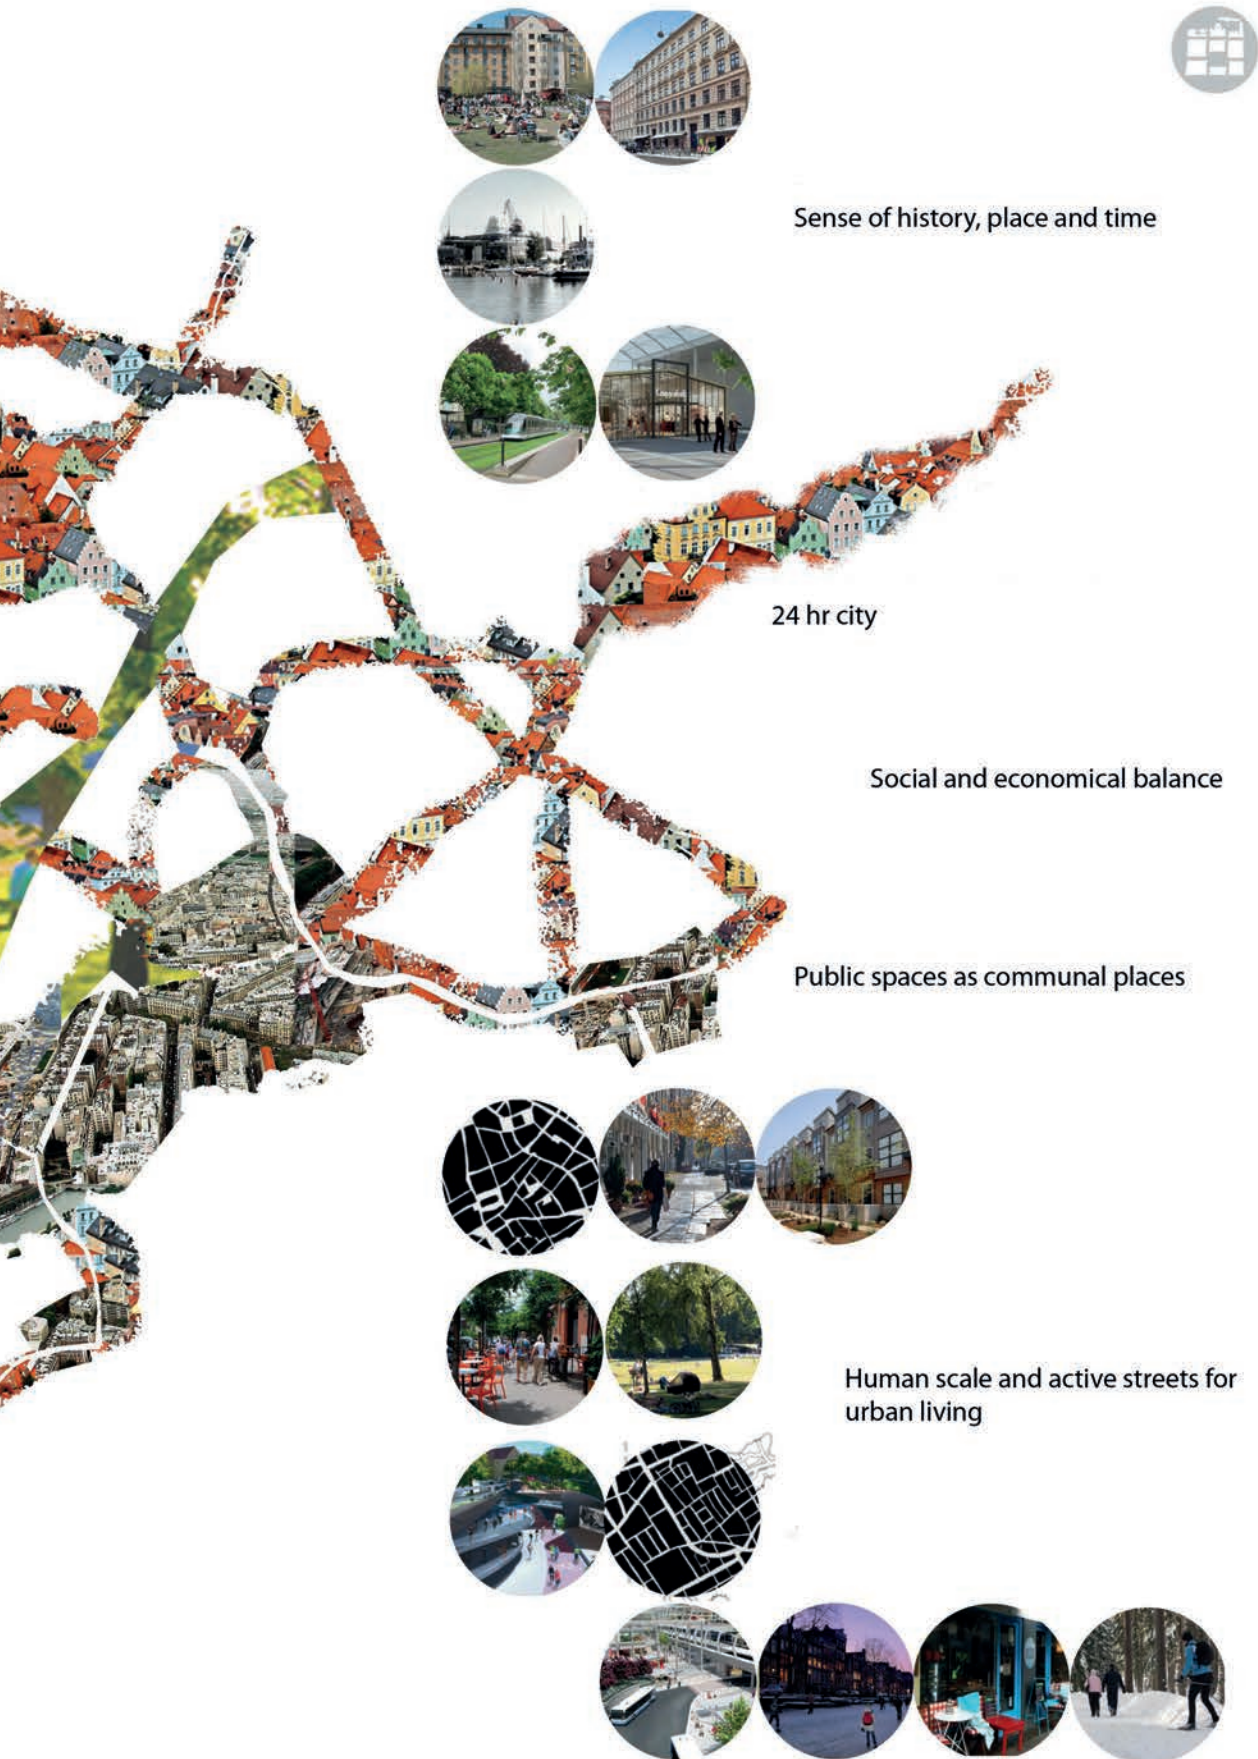 Sense of history, place and time
24 hr city
Social and economical balance
Public spaces as communal places
Human scale and active streets for
urban living